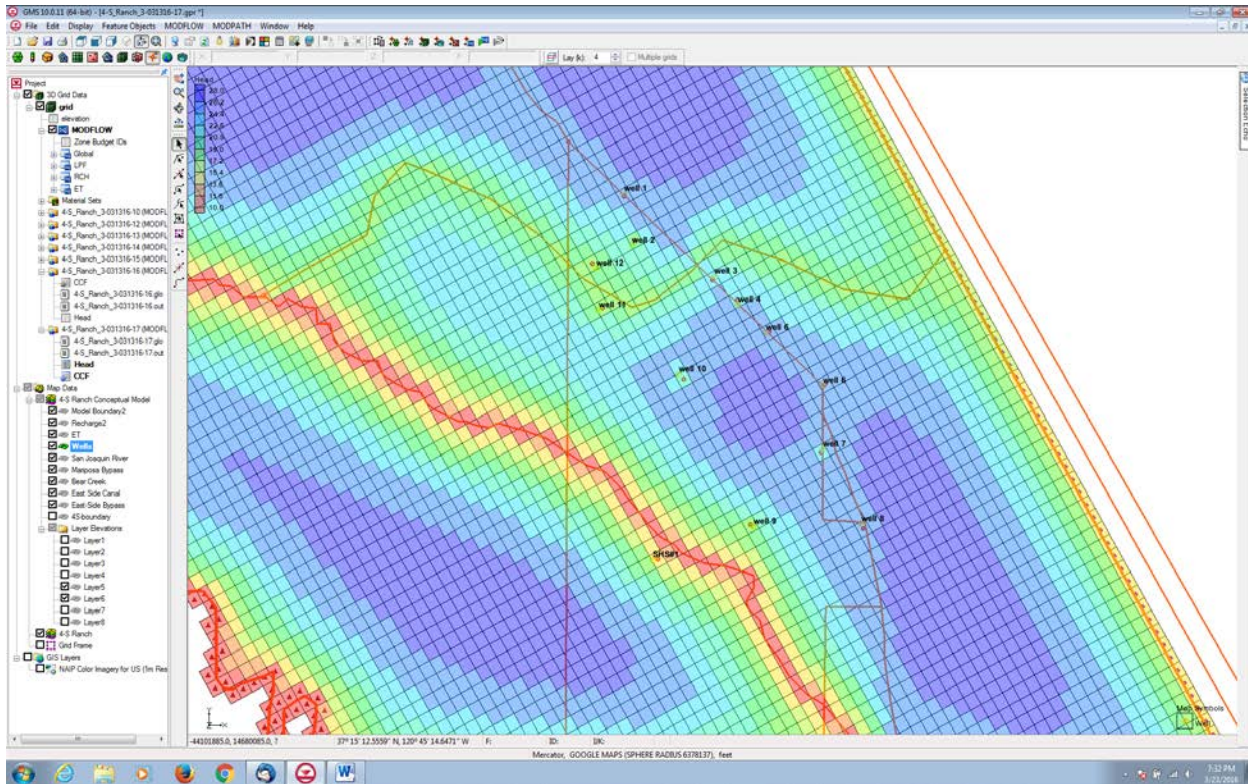 GMS 10.0.11 (64-bit) - [4-S_Ranch_3-031316-17.gpr *]
File Edit Display Feature Objects MODFLOW MODPATH Window Help
Lay (k): 4 Multiple grids
Project
3D Grid Data
grid
elevation
MODFLOW
Zone Budget IDs
Global
LPF
RCH
ET
Material Sets
4-S_Ranch_3-031316-10 (MODFL
4-S_Ranch_3-031316-12 (MODFL
4-S_Ranch_3-031316-13 (MODFL
4-S_Ranch_3-031316-14 (MODFL
4-S_Ranch_3-031316-15 (MODFL
4-S_Ranch_3-031316-16 (MODFL
CCF
4-S_Ranch_3-031316-16.glo
4-S_Ranch_3-031316-16.out
Head
4-S_Ranch_3-031316-17 (MODFL
4-S_Ranch_3-031316-17.glo
4-S_Ranch_3-031316-17.out
Head
CCF
Map Data
4-S Ranch Conceptual Model
Model Boundary2
Recharge2
ET
Wells
San Joaquin River
Mariposa Bypass
Bear Creek
East Side Canal
East-Side Bypass
4S-boundary
Layer Elevations
Layer1
Layer2
Layer3
Layer4
Layer5
Layer6
Layer7
Layer8
4-S Ranch
Grid Frame
GIS Layers
NAIP Color Imagery for US (1m Res
Head
well 1
well 2
well 12
well 3
well 11
well 4
well 6
well 10
well 6
well 7
well 8
well 9
SHS#1
Map Symbols
Well
-44101885.0, 14680085.0, ? 37° 15' 12.5559" N, 120° 45' 14.6471" W F: ID: IJK:
Mercator, GOOGLE MAPS (SPHERE RADIUS 6378137), feet
7:32 PM
3/23/2016